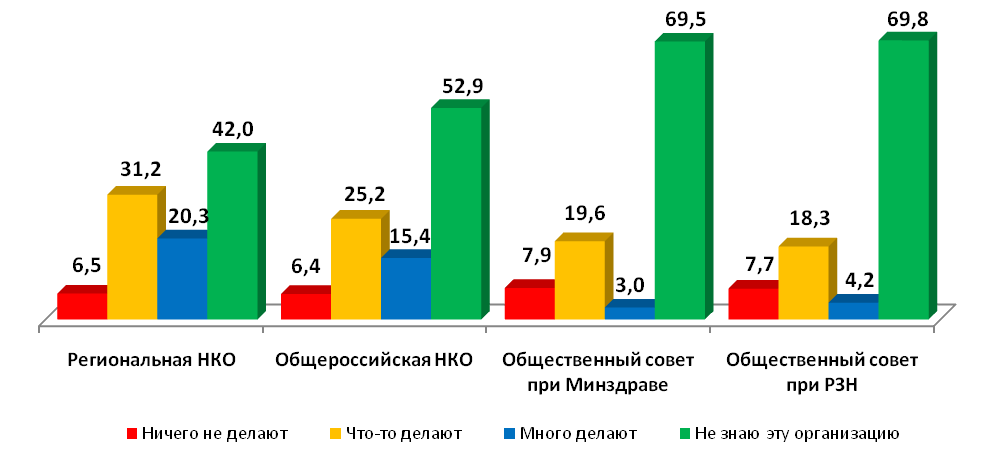 69,5
69,8
52,9
42,0
31,2
25,2
20,3
19,6
18,3
15,4
6,5
6,4
7,9
3,0
7,7
4,2
Региональная НКО
Общероссийская НКО
Общественный совет
при Минздраве
Общественный совет
при РЗН
Ничего не делают
Что-то делают
Много делают
Не знаю эту организацию